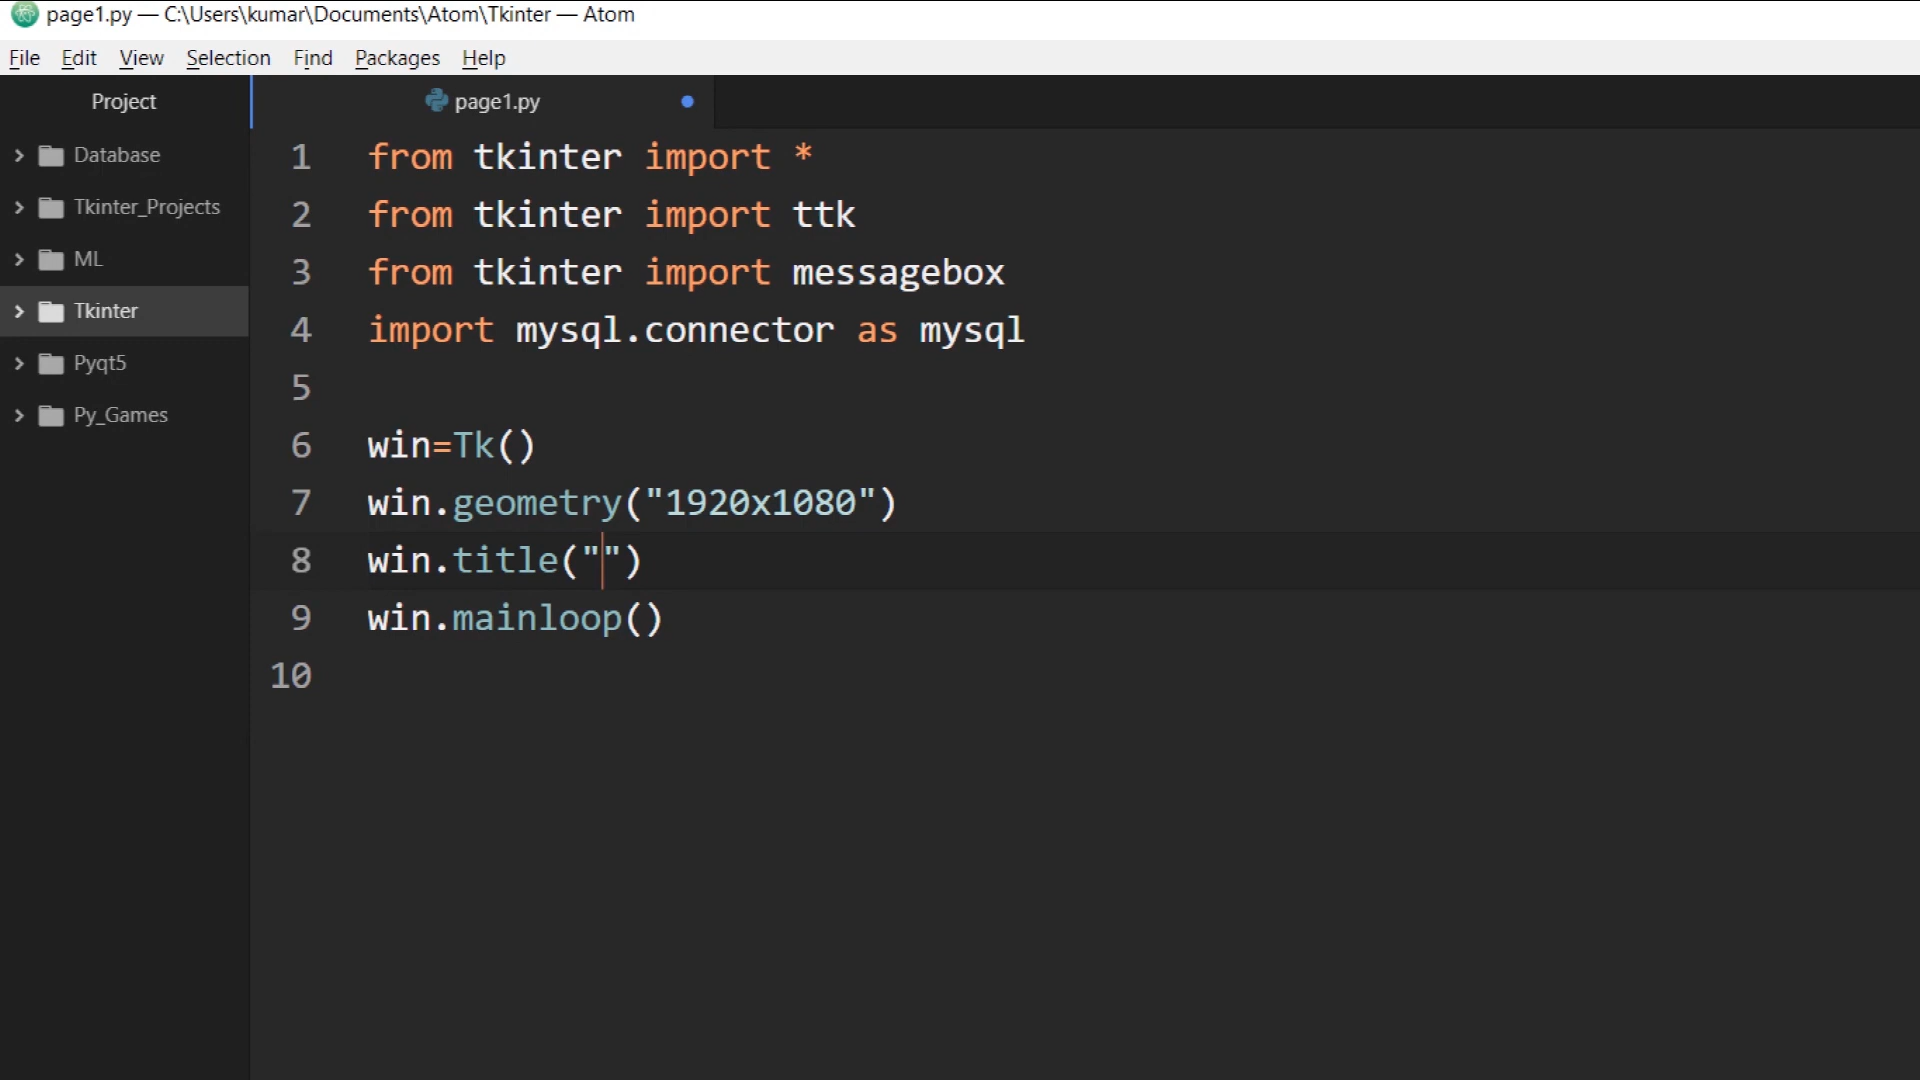 page1.py — C:\Users\kumar\Documents\Atom\Tkinter — Atom
File Edit View Selection Find Packages Help
Project
page1.py
Database
Tkinter_Projects
ML
Tkinter
Pyqt5
Py_Games
1 from tkinter import *
2 from tkinter import ttk
3 from tkinter import messagebox
4 import mysql.connector as mysql
5
6 win=Tk()
7 win.geometry("1920x1080")
8 win.title("")
9 win.mainloop()
10